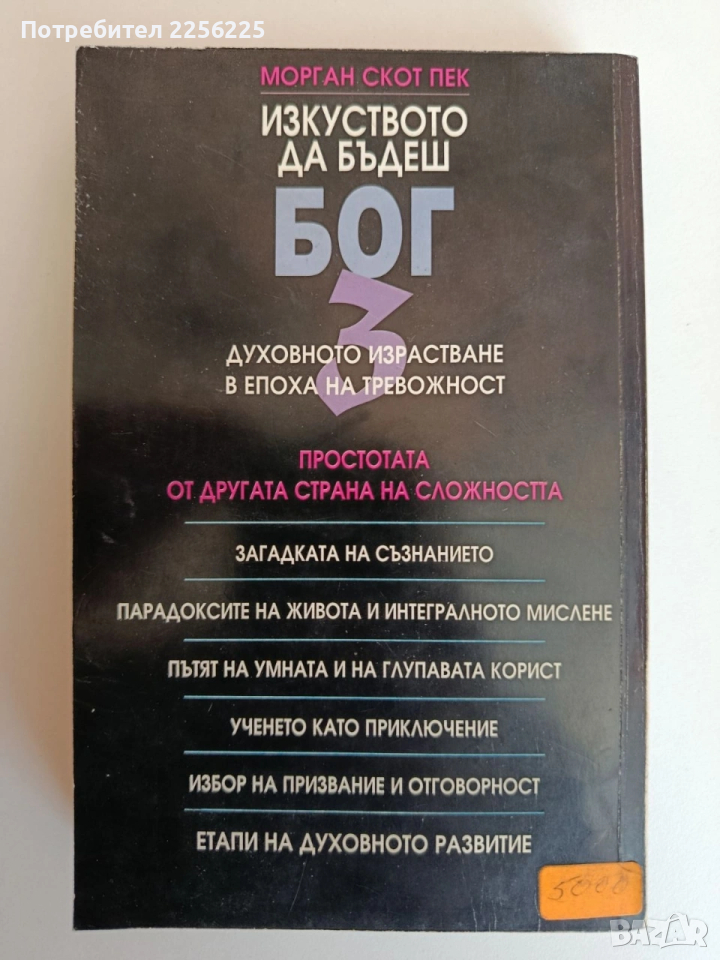 Потребител 2256225
МОРГАН СКОТ ПЕК
ИЗКУСТВОТО
ДА БЪДЕШ
БОГ
3
ДУХОВНОТО ИЗРАСТВАНЕ
В ЕПОХА НА ТРЕВОЖНОСТ
ПРОСТОТАТА
ОТ ДРУГАТА СТРАНА НА СЛОЖНОСТТА
ЗАГАДКАТА НА СЪЗНАНИЕТО
ПАРАДОКСИТЕ НА ЖИВОТА И ИНТЕГРАЛНОТО МИСЛЕНЕ
ПЪТЯТ НА УМНАТА И НА ГЛУПАВАТА КОРИСТ
УЧЕНЕТО КАТО ПРИКЛЮЧЕНИЕ
ИЗБОР НА ПРИЗВАНИЕ И ОТГОВОРНОСТ
ЕТАПИ НА ДУХОВНОТО РАЗВИТИЕ
5000
BAZAR